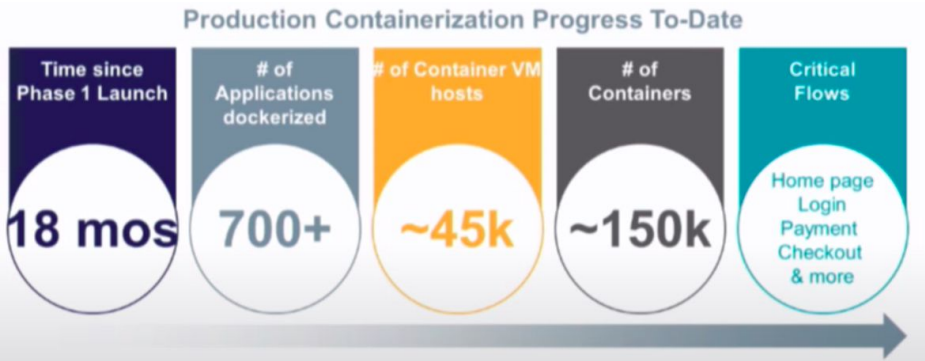 Production Containerization Progress To-Date
Time since
Phase 1 Launch
18 mos
# of
Applications
dockerized
700+
# of Container VM
hosts
~45k
# of
Containers
~150k
Critical
Flows
Home page
Login
Payment
Checkout
& more